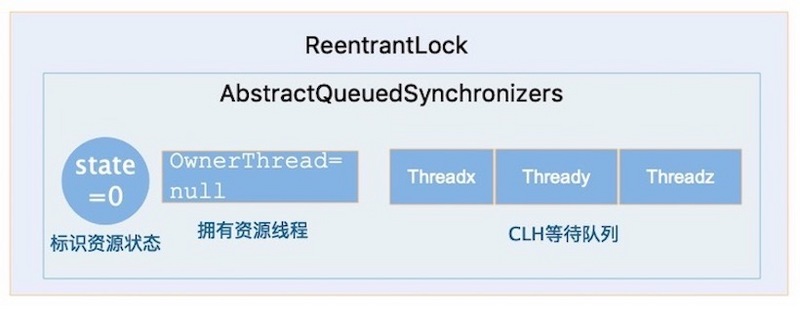 ReentrantLock
AbstractQueuedSynchronizers
state
=0
OwnerThread=
null
Threadx
Thready
Threadz
标识资源状态
拥有资源线程
CLH等待队列